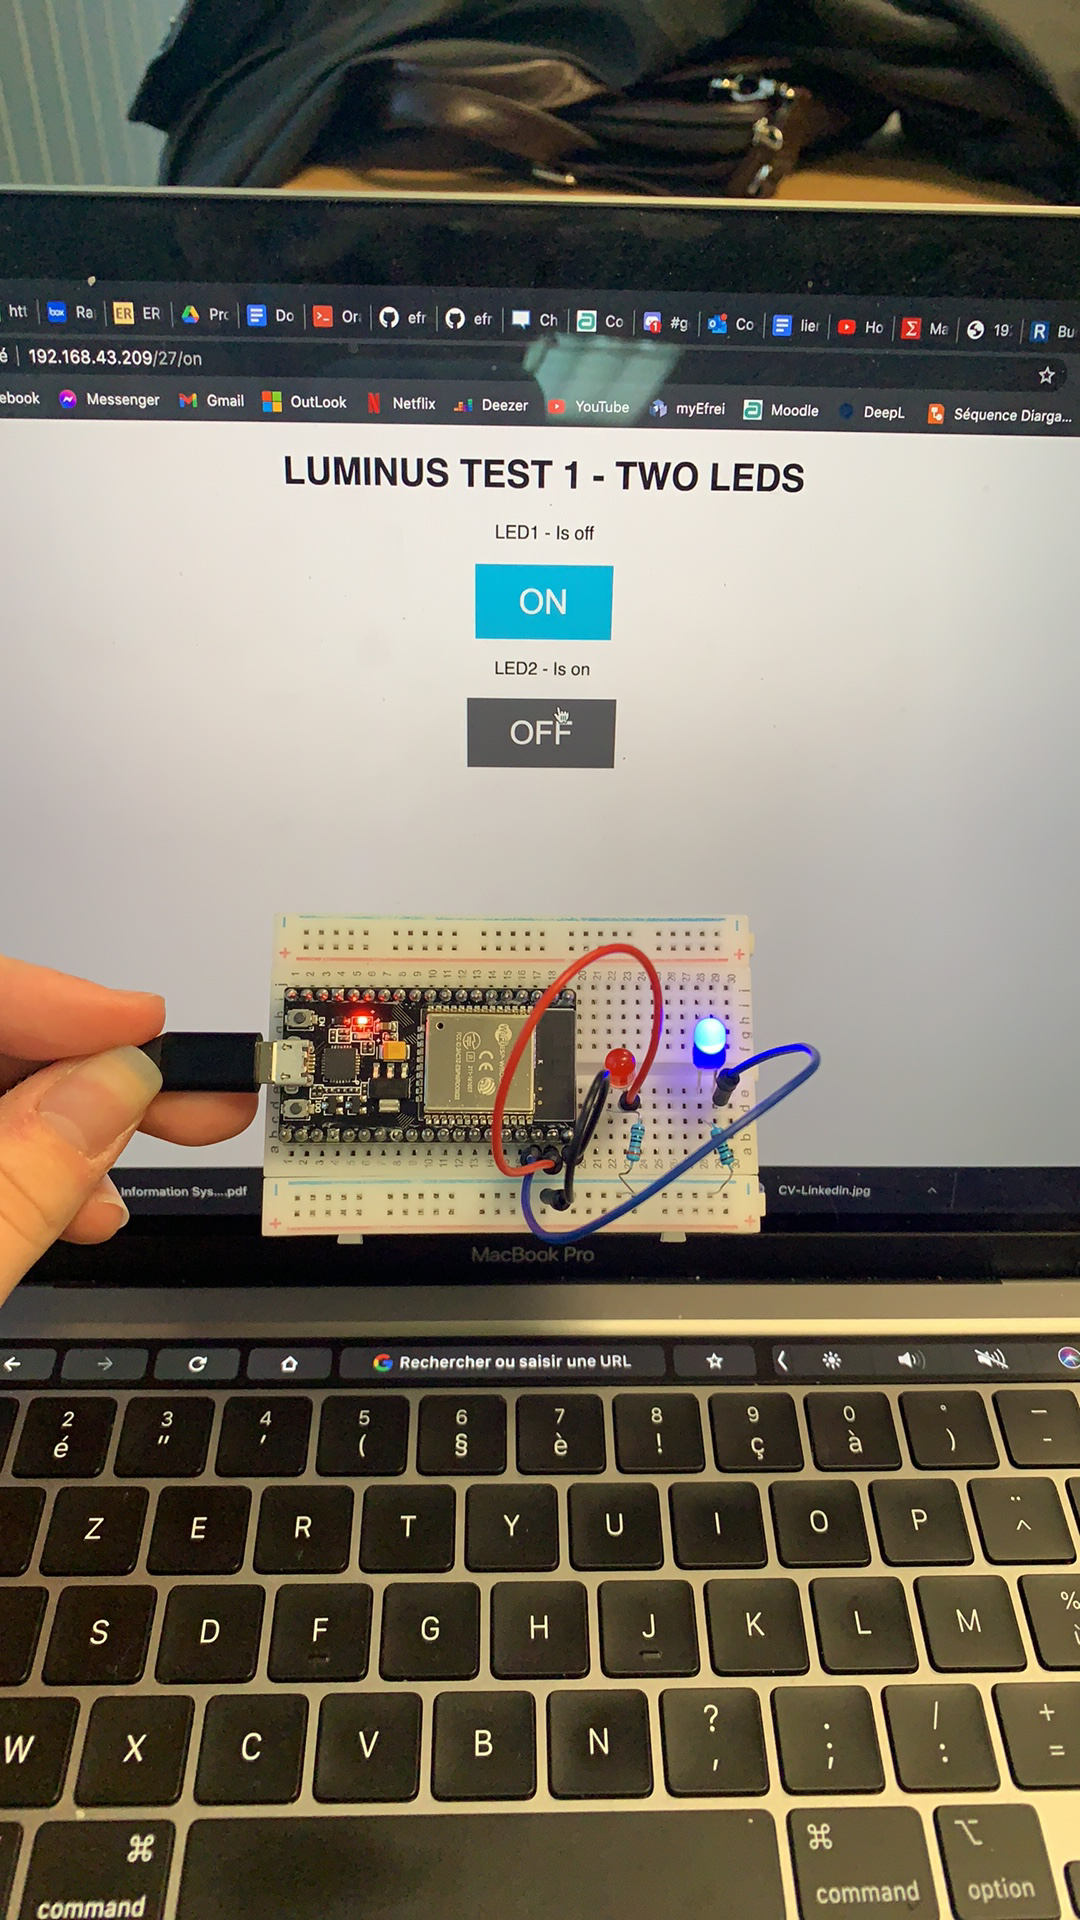 htt Ra ER ER Pro Do Or efr efr Ch Co #g Co lier Ho Ma 19: R Bu
é 192.168.43.209/27/on
ebook Messenger Gmail OutLook Netflix Deezer YouTube myEfrei Moodle DeepL Séquence Diarga...
LUMINUS TEST 1 - TWO LEDS
LED1 - Is off
ON
LED2 - Is on
OFF
Information Sys....pdf
CV-Linkedin.jpg
MacBook Pro
Rechercher ou saisir une URL
2 3 4 5 6 7 8 9 0 ° _
é " ' ( § è ! ç à ) -
Z E R T Y U I O P ¨ ^
S D F G H J K L M %
W X C V B N ? , . ; / : + =
⌘ command
⌘ command
⌥ option